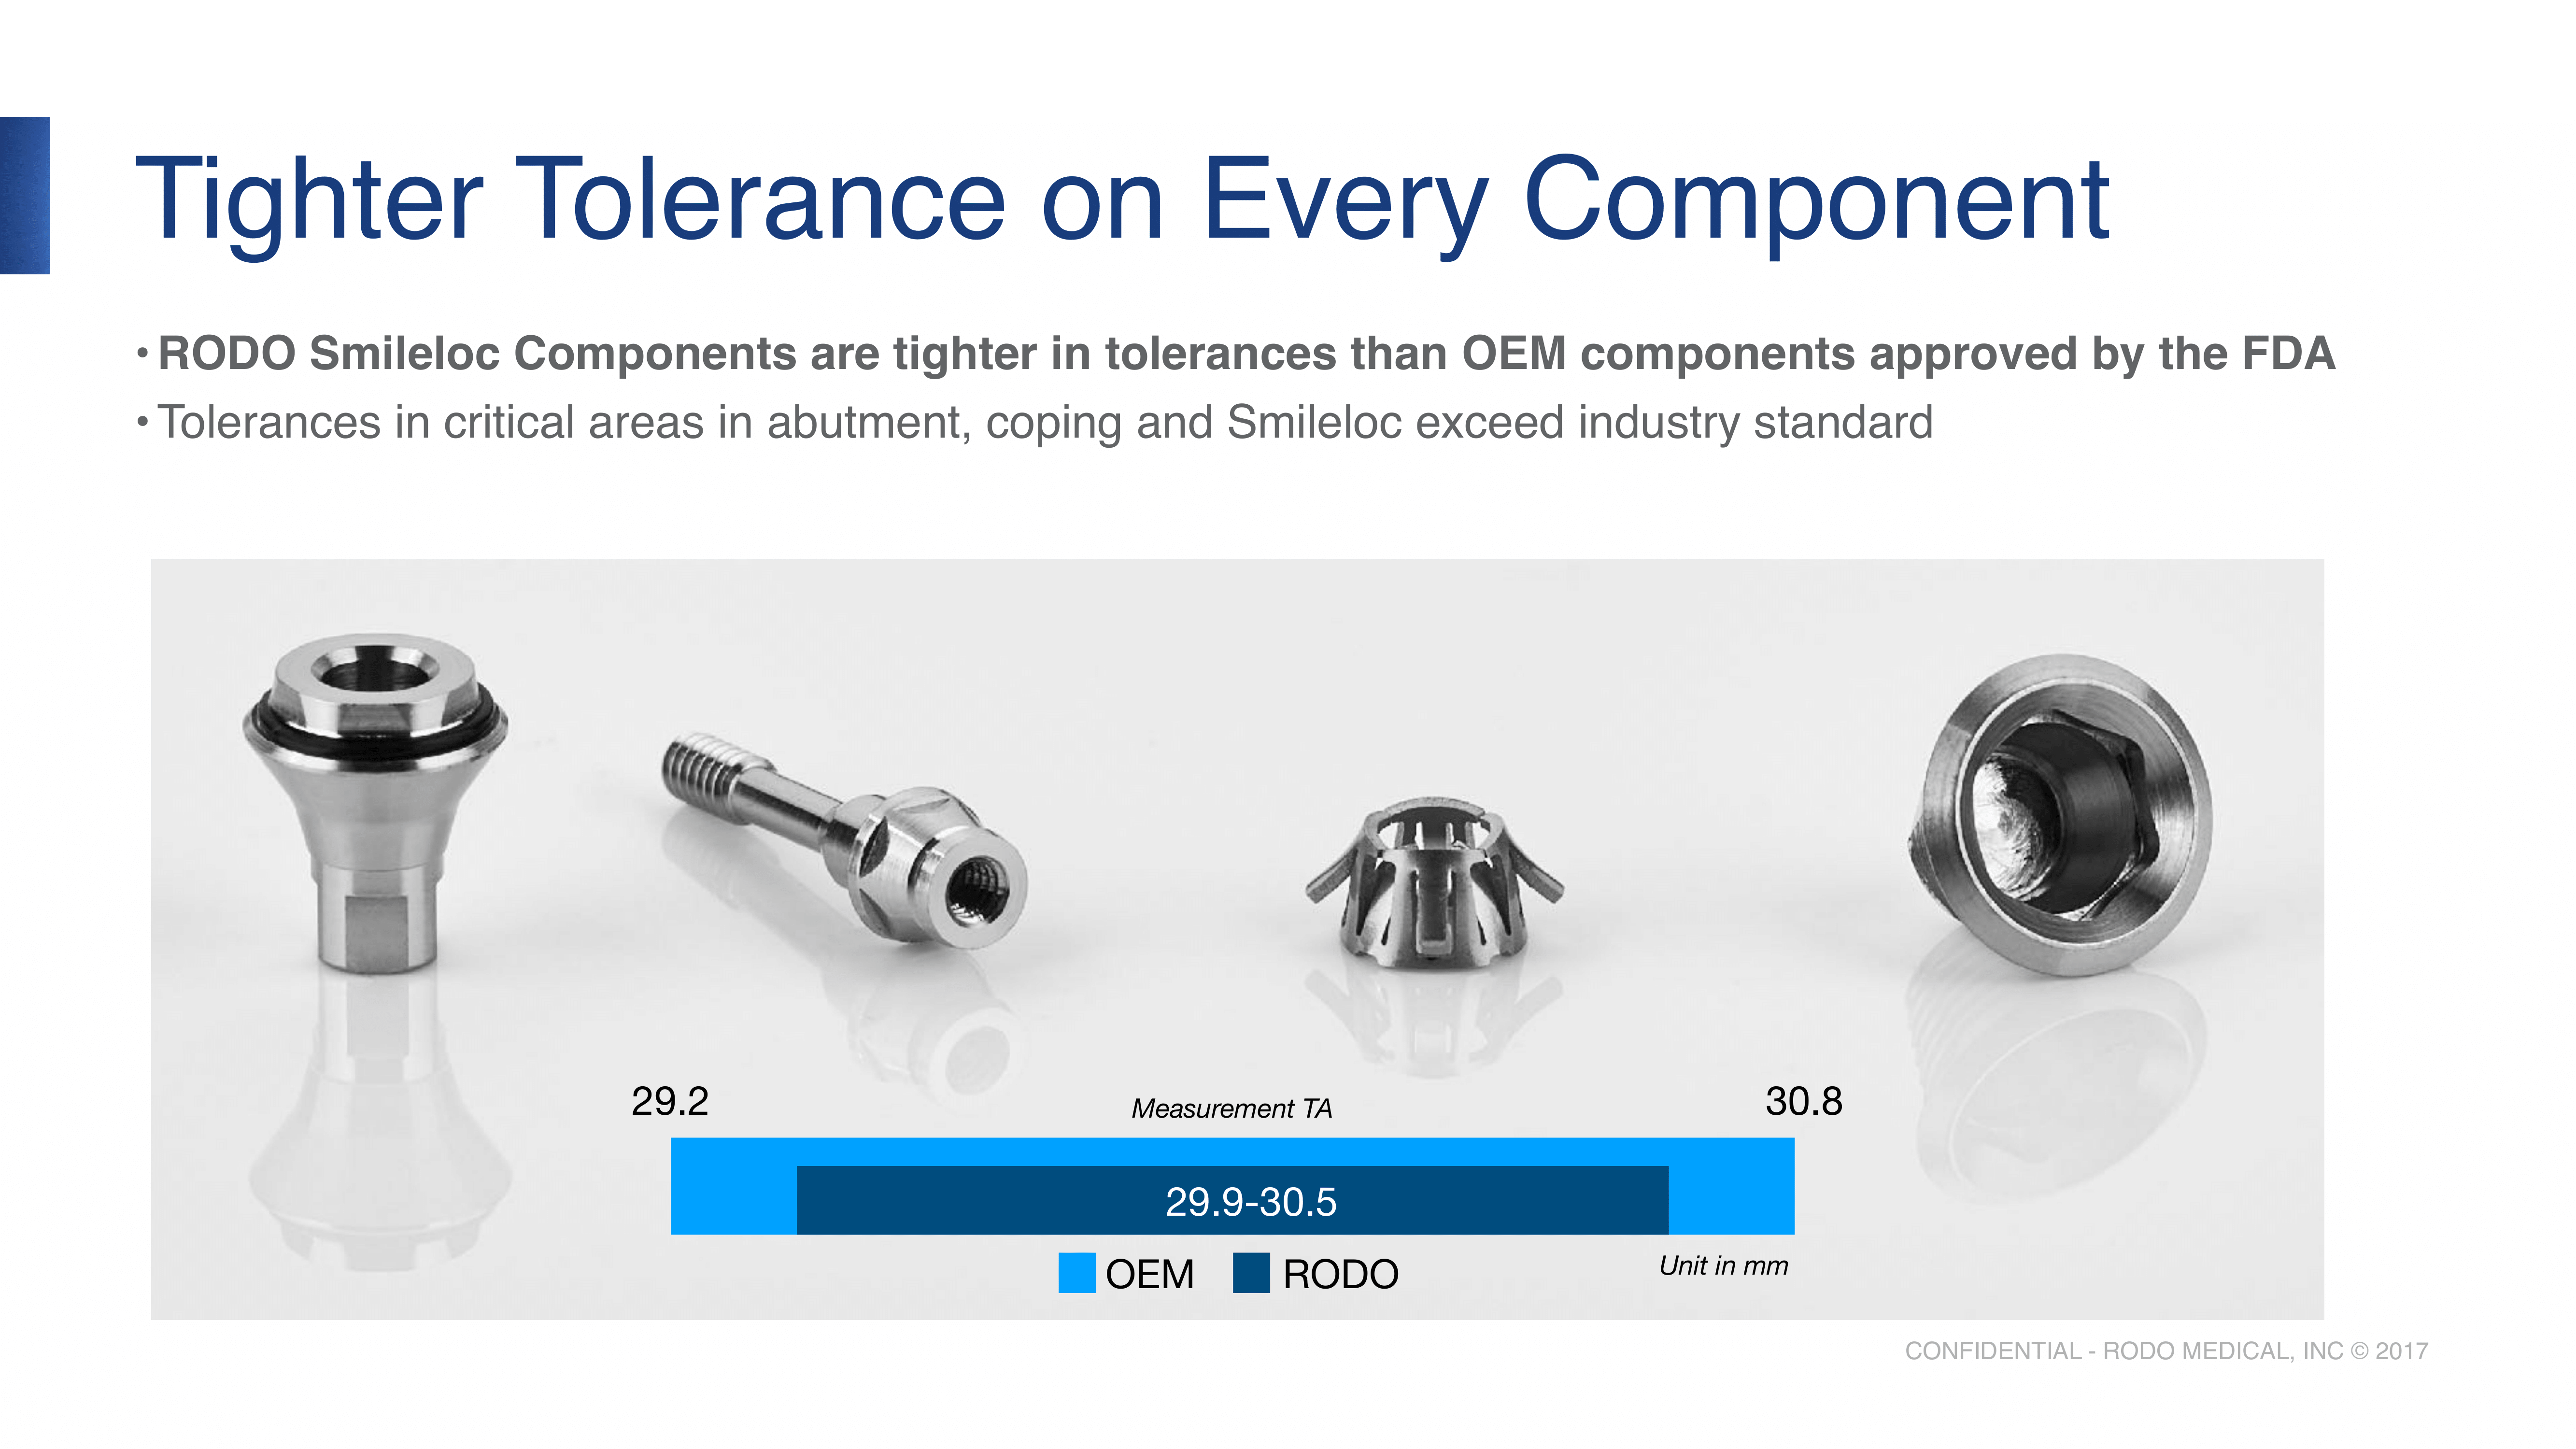 Tighter Tolerance on Every Component
• RODO Smileloc Components are tighter in tolerances than OEM components approved by the FDA
• Tolerances in critical areas in abutment, coping and Smileloc exceed industry standard
29.2 Measurement TA 30.8
29.9-30.5
OEM RODO Unit in mm
CONFIDENTIAL - RODO MEDICAL, INC © 2017